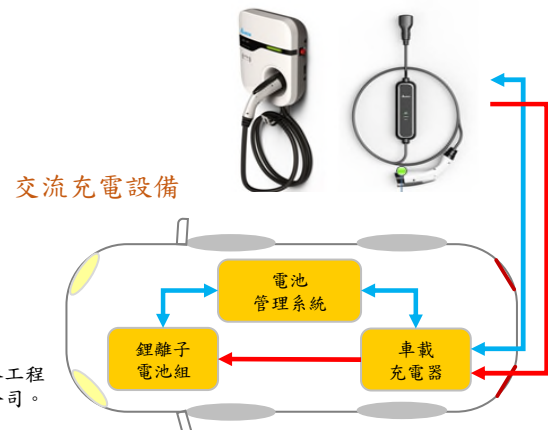 交流充電設備
電池
管理系統
鋰離子
電池組
車載
充電器
工程
司。